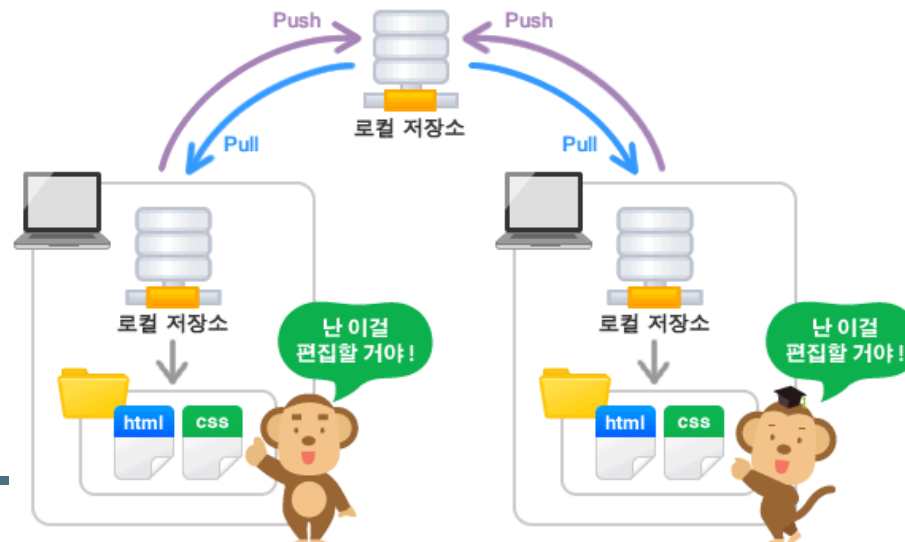 Push
Push
로컬 저장소
Pull
Pull
로컬 저장소
로컬 저장소
난 이걸
편집할 거야 !
난 이걸
편집할 거야 !
html
css
html
css